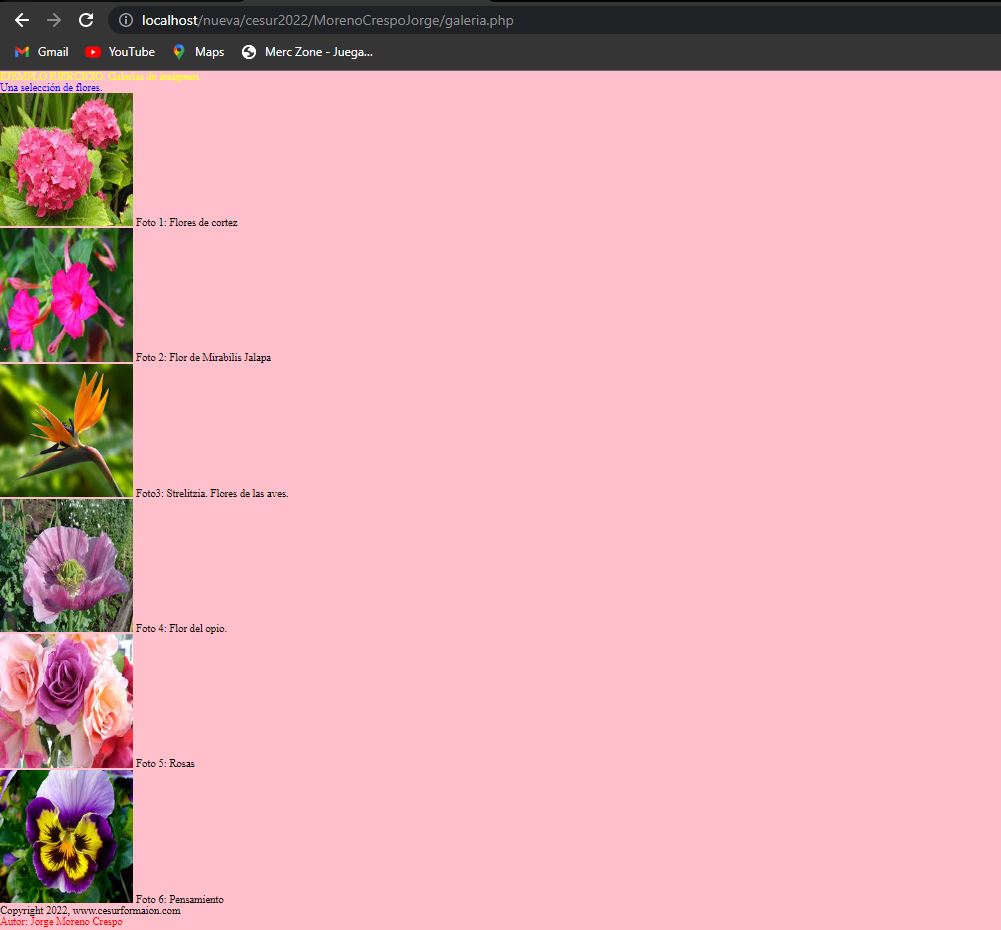 localhost/nueva/cesur2022/MorenoCrespoJorge/galeria.php
Gmail YouTube Maps Merc Zone - Juega...
EJEMPLO EJERCICIO. Galerías de imágenes
Una selección de flores.
Foto 1: Flores de cortez
Foto 2: Flor de Mirabilis Jalapa
Foto3: Strelitzia. Flores de las aves.
Foto 4: Flor del opio.
Foto 5: Rosas
Foto 6: Pensamiento
Copyright 2022, www.cesurformaion.com
Autor: Jorge Moreno Crespo